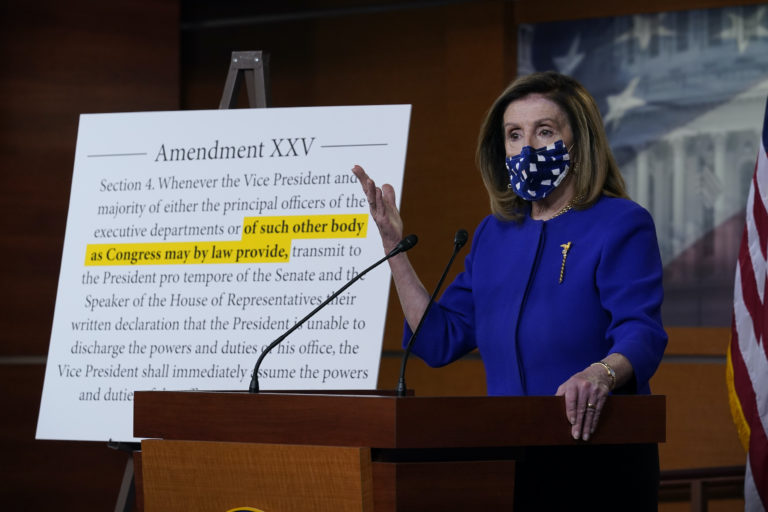 Amendment XXV
Section 4. Whenever the Vice President and
majority of either the principal officers of the
executive departments or of such other body
as Congress may by law provide, transmit to
the President pro tempore of the Senate and the
Speaker of the House of Representatives their
written declaration that the President is unable to
discharge the powers and duties of his office, the
Vice President shall immediately assume the powers
and duties of the